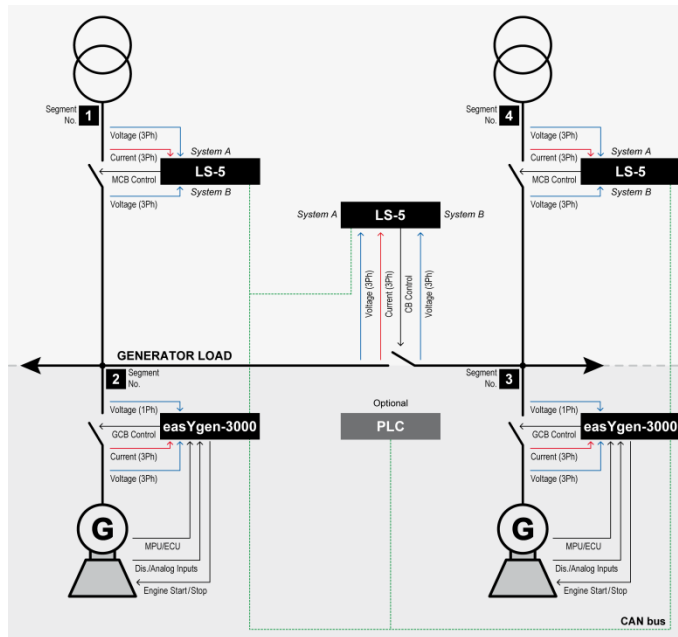 Segment
No.
1
Voltage (3Ph)
System A
Current (3Ph)
LS-5
MCB Control
System B
Voltage (3Ph)
Segment
No.
4
Voltage (3Ph)
System A
Current (3Ph)
LS-5
MCB Control
System B
Voltage (3Ph)
System A
LS-5
System B
Voltage (3Ph)
Current (3Ph)
CB Control
Voltage (3Ph)
GENERATOR LOAD
2
Segment
No.
Segment
No.
3
Voltage (1Ph)
easYgen-3000
GCB Control
Current (3Ph)
Voltage (3Ph)
G
MPU/ECU
Dis./Analog Inputs
Engine Start/Stop
Optional
PLC
Voltage (1Ph)
easYgen-3000
GCB Control
Current (3Ph)
Voltage (3Ph)
G
MPU/ECU
Dis./Analog Inputs
Engine Start/Stop
CAN bus